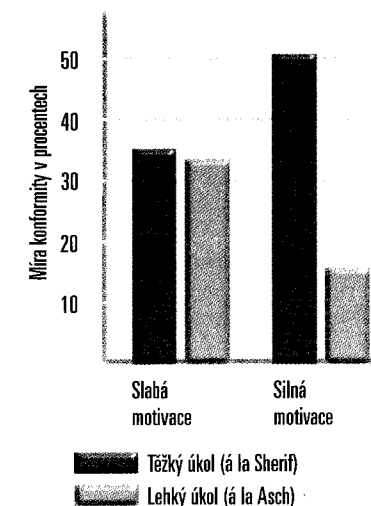 Míra konformity v procentech
50
40
30
20
10
Slabá
motivace
Silná
motivace
Těžký úkol (á la Sherif)
Lehký úkol (á la Asch)